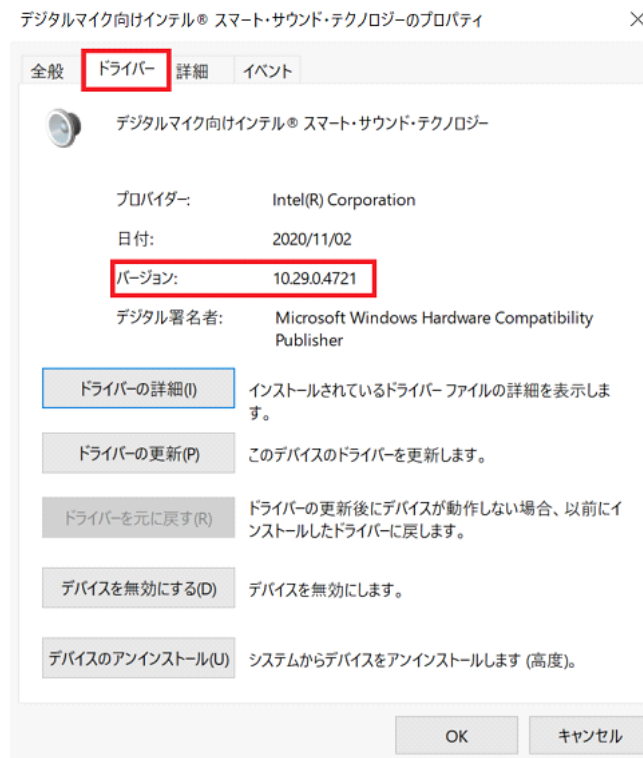 デジタルマイク向けインテル® スマート・サウンド・テクノロジーのプロパティ
全般 ドライバー 詳細 イベント
デジタルマイク向けインテル® スマート・サウンド・テクノロジー
プロバイダー: Intel(R) Corporation
日付: 2020/11/02
バージョン: 10.29.0.4721
デジタル署名者: Microsoft Windows Hardware Compatibility
Publisher
ドライバーの詳細(I) インストールされているドライバー ファイルの詳細を表示しま
す。
ドライバーの更新(P) このデバイスのドライバーを更新します。
ドライバーを元に戻す(R) ドライバーの更新後にデバイスが動作しない場合、以前にイ
ンストールしたドライバーに戻します。
デバイスを無効にする(D) デバイスを無効にします。
デバイスのアンインストール(U) システムからデバイスをアンインストールします (高度)。
OK キャンセル